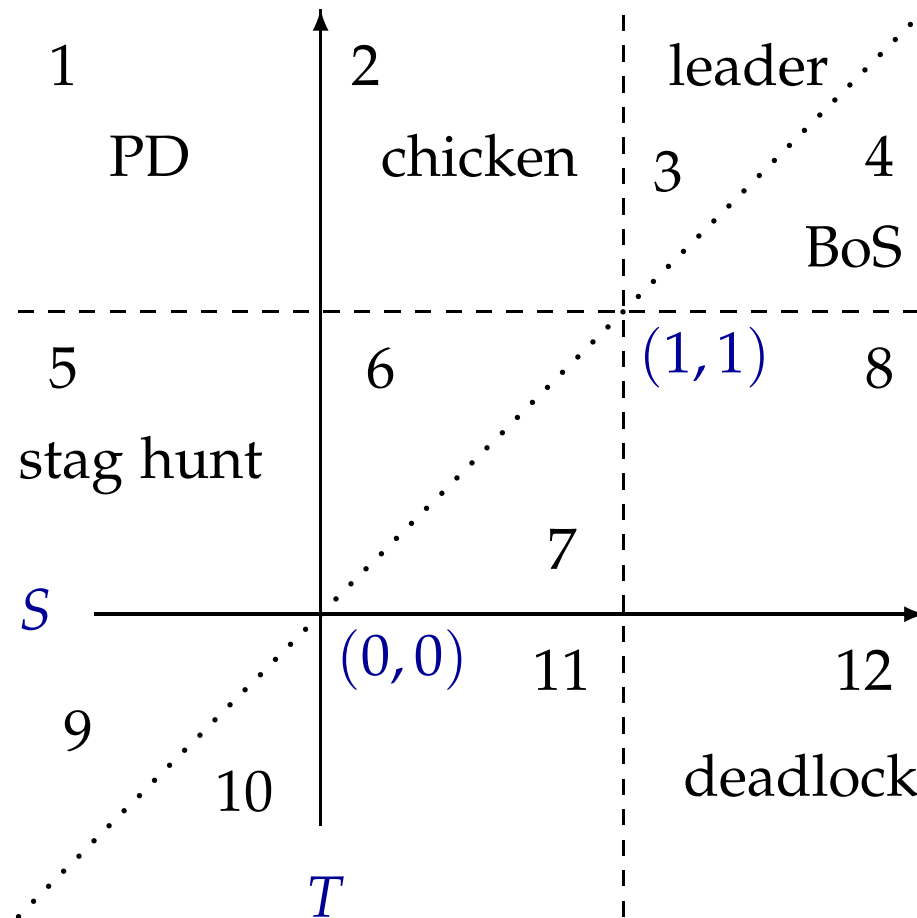 1 2 leader
PD chicken 3 4
BoS
5 6 (1, 1) 8
stag hunt
7
S
(0, 0) 11 12
9
10 deadlock
T